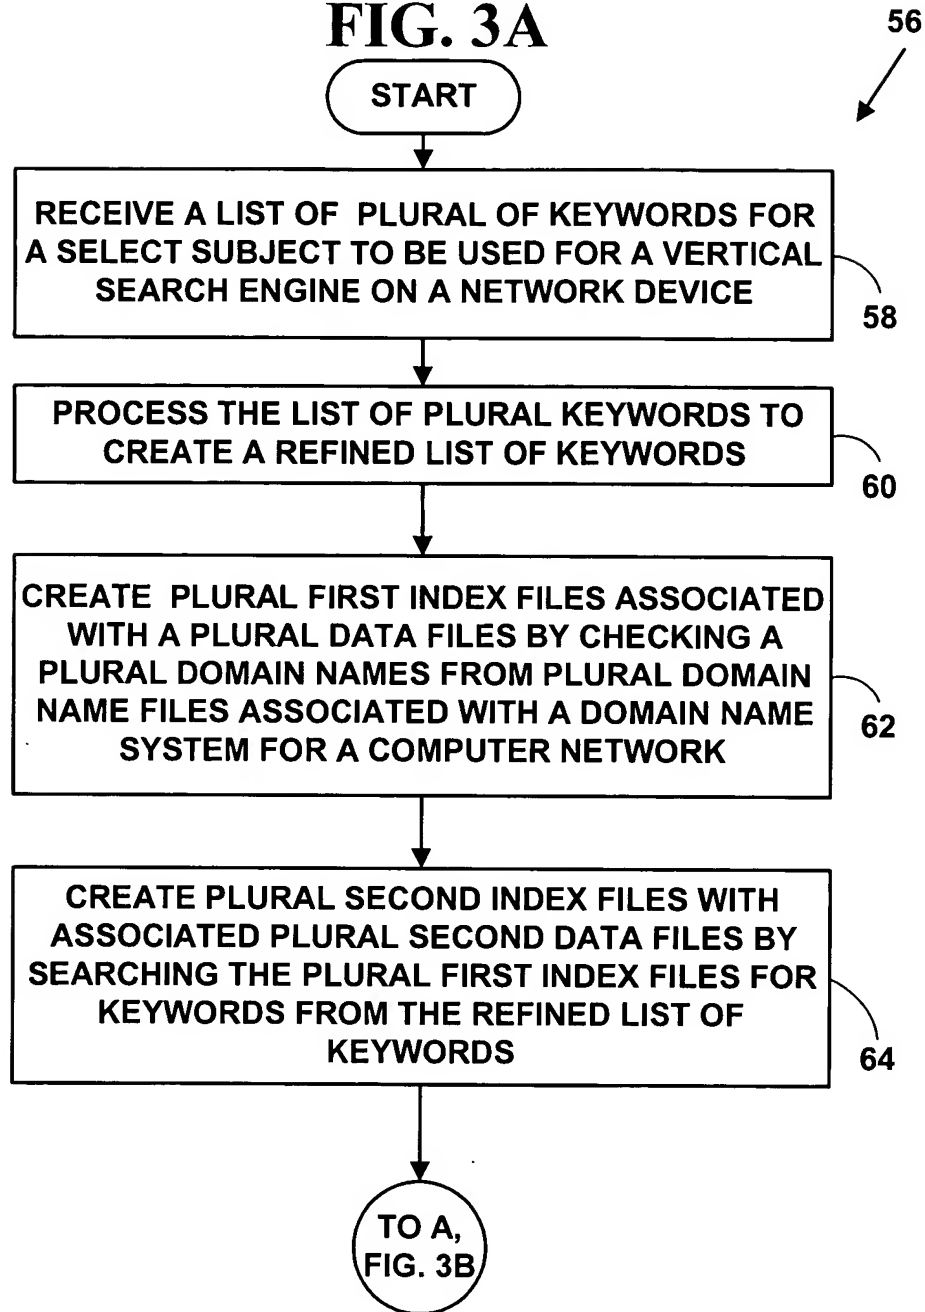 FIG. 3A
56
START
RECEIVE A LIST OF PLURAL OF KEYWORDS FOR
A SELECT SUBJECT TO BE USED FOR A VERTICAL
SEARCH ENGINE ON A NETWORK DEVICE
58
PROCESS THE LIST OF PLURAL KEYWORDS TO
CREATE A REFINED LIST OF KEYWORDS
60
CREATE PLURAL FIRST INDEX FILES ASSOCIATED
WITH A PLURAL DATA FILES BY CHECKING A
PLURAL DOMAIN NAMES FROM PLURAL DOMAIN
NAME FILES ASSOCIATED WITH A DOMAIN NAME
SYSTEM FOR A COMPUTER NETWORK
62
CREATE PLURAL SECOND INDEX FILES WITH
ASSOCIATED PLURAL SECOND DATA FILES BY
SEARCHING THE PLURAL FIRST INDEX FILES FOR
KEYWORDS FROM THE REFINED LIST OF
KEYWORDS
64
TO A,
FIG. 3B